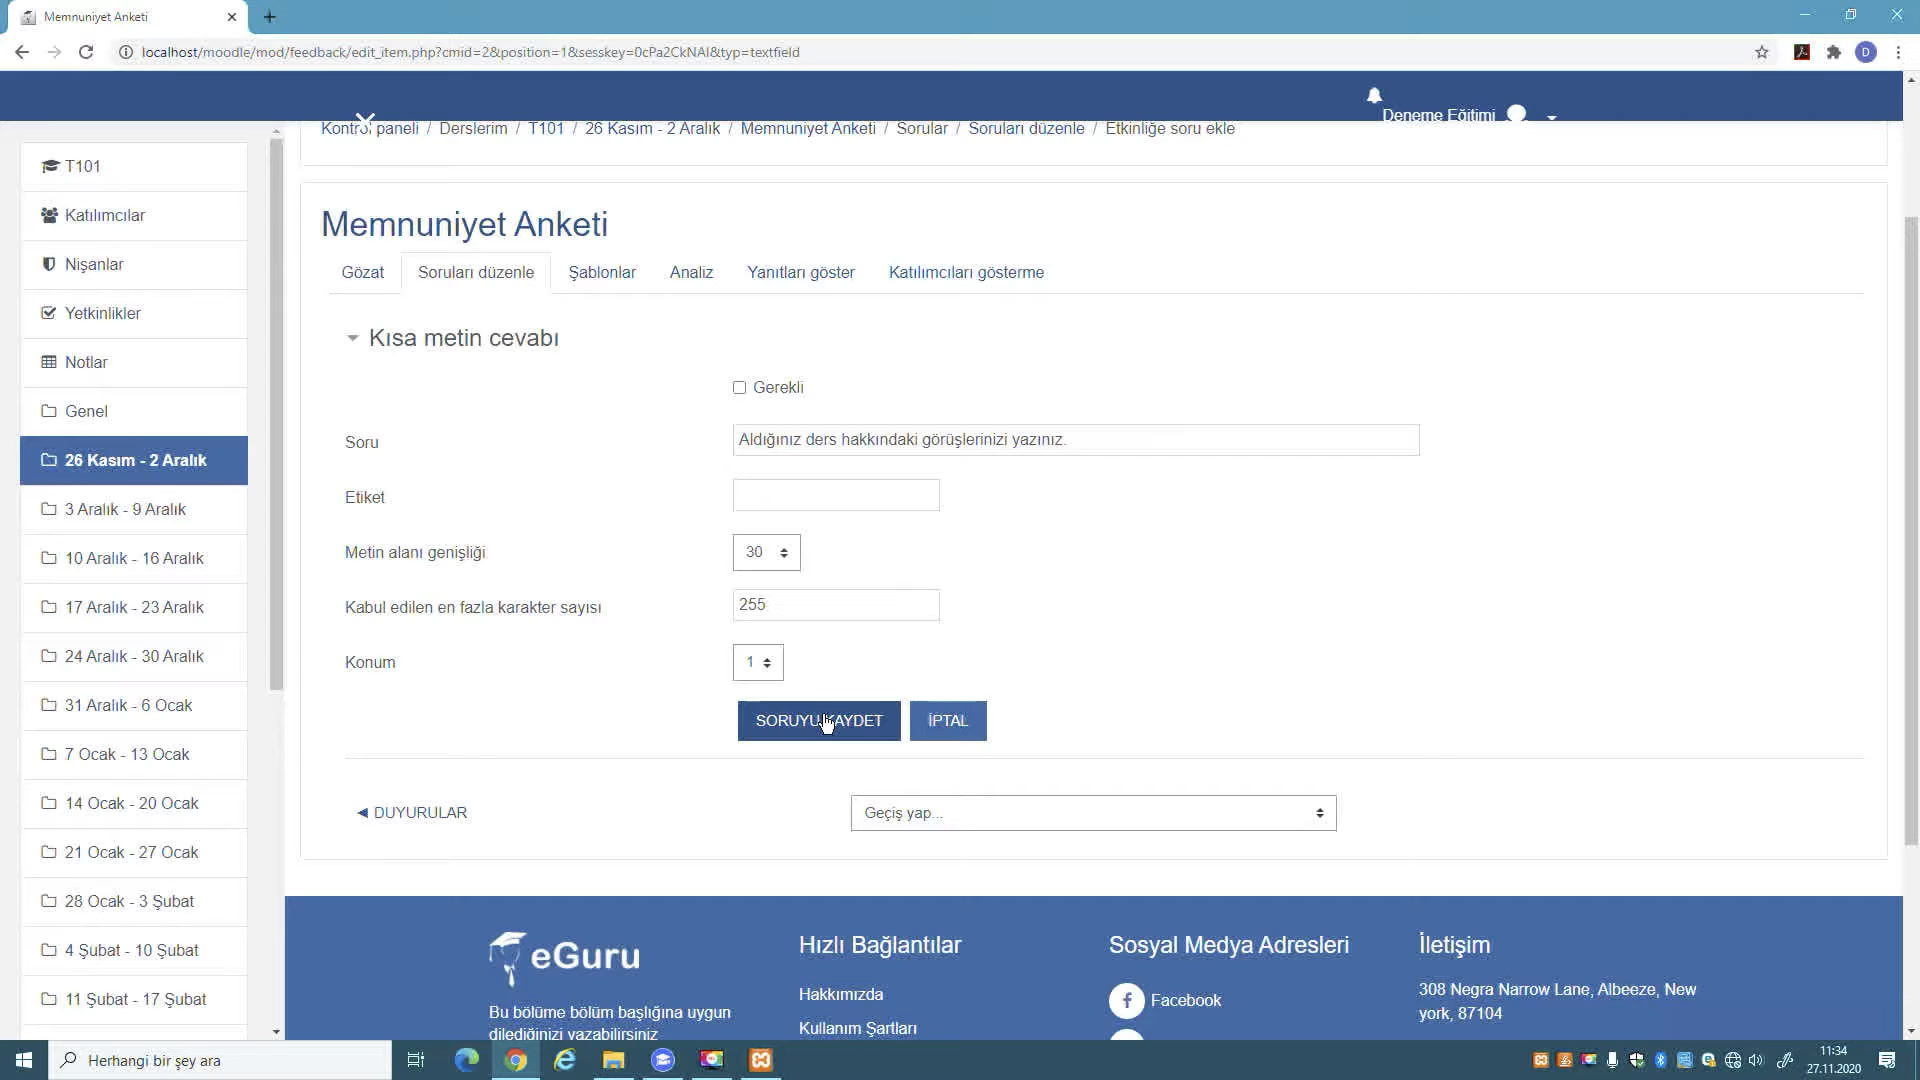 Memnuniyet Anketi
localhost/moodle/mod/feedback/edit_item.php?cmid=2&position=1&sesskey=0cPa2CkNAI&typ=textfield
D
Deneme Eğitimi
Kontrol paneli / Derslerim / T101 / 26 Kasım - 2 Aralık / Memnuniyet Anketi / Sorular / Soruları düzenle / Etkinliğe soru ekle
T101
Katılımcılar
Nişanlar
Yetkinlikler
Notlar
Genel
26 Kasım - 2 Aralık
3 Aralık - 9 Aralık
10 Aralık - 16 Aralık
17 Aralık - 23 Aralık
24 Aralık - 30 Aralık
31 Aralık - 6 Ocak
7 Ocak - 13 Ocak
14 Ocak - 20 Ocak
21 Ocak - 27 Ocak
28 Ocak - 3 Şubat
4 Şubat - 10 Şubat
11 Şubat - 17 Şubat
Memnuniyet Anketi
Gözat Soruları düzenle Şablonlar Analiz Yanıtları göster Katılımcıları gösterme
Kısa metin cevabı
Gerekli
Soru Aldığınız ders hakkındaki görüşlerinizi yazınız.
Etiket
Metin alanı genişliği 30
Kabul edilen en fazla karakter sayısı 255
Konum 1
SORUYU KAYDET İPTAL
◄ DUYURULAR Geçiş yap...
eGuru
Bu bölüme bölüm başlığına uygun
dilediğinizi yazabilirsiniz
Hızlı Bağlantılar
Hakkımızda
Kullanım Şartları
Sosyal Medya Adresleri
Facebook
İletişim
308 Negra Narrow Lane, Albeeze, New
york, 87104
Herhangi bir şey ara
11:34
27.11.2020